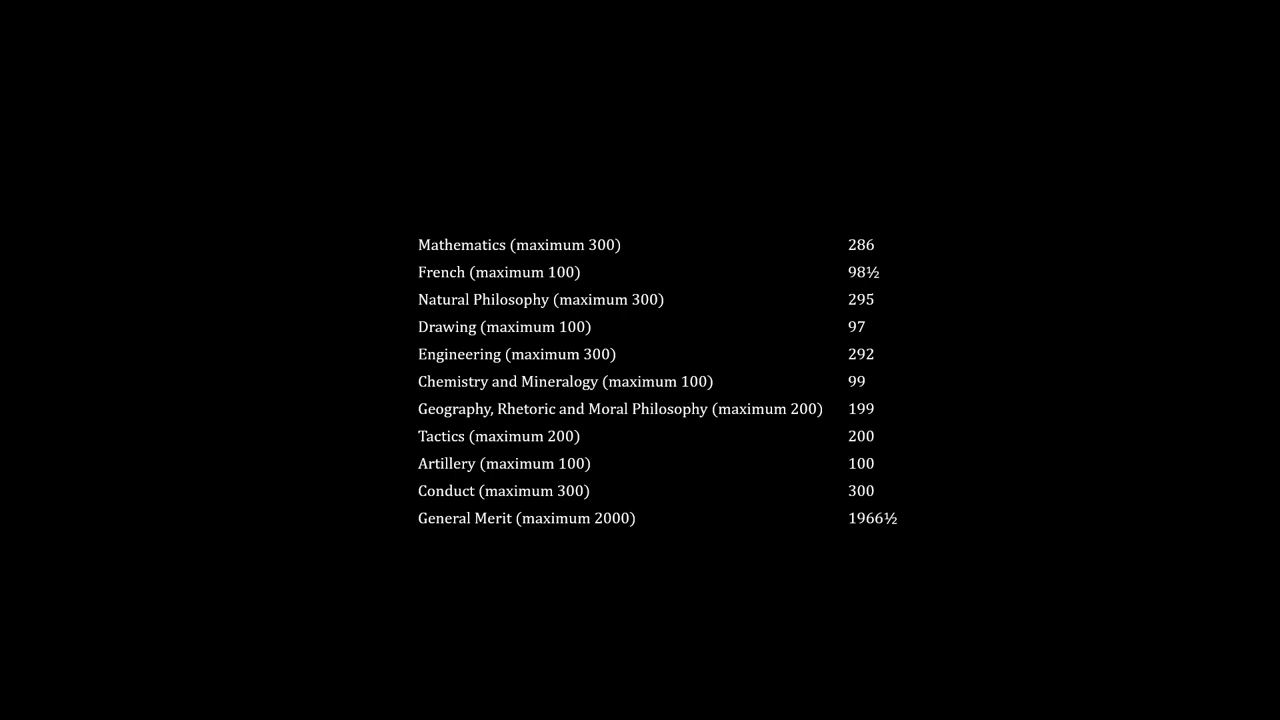 Mathematics (maximum 300) 286
French (maximum 100) 98½
Natural Philosophy (maximum 300) 295
Drawing (maximum 100) 97
Engineering (maximum 300) 292
Chemistry and Mineralogy (maximum 100) 99
Geography, Rhetoric and Moral Philosophy (maximum 200) 199
Tactics (maximum 200) 200
Artillery (maximum 100) 100
Conduct (maximum 300) 300
General Merit (maximum 2000) 1966½